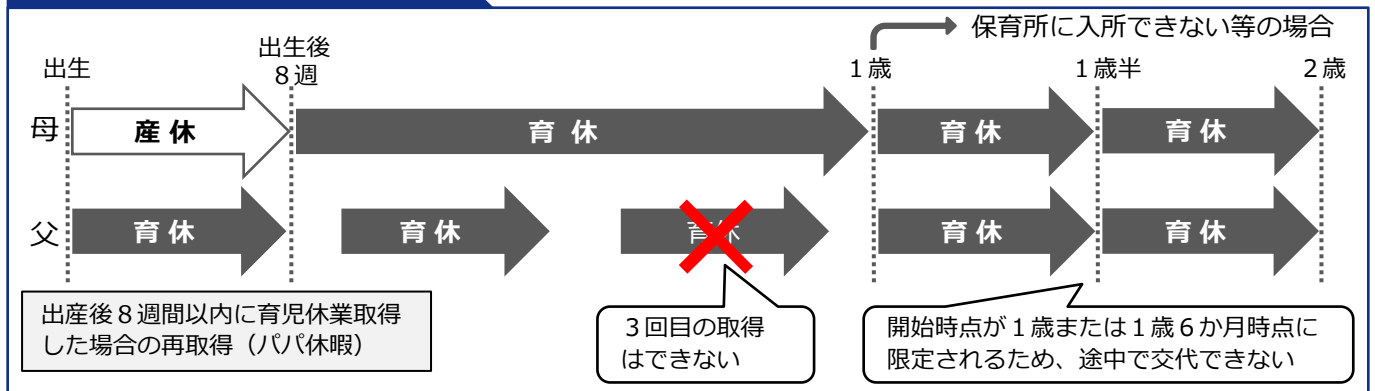 保育所に入所できない等の場合
出生
出生後
８週
１歳
１歳半
２歳
母
産 休
育 休
育 休
育 休
父
育 休
育 休
育休
育 休
育 休
出産後８週間以内に育児休業取得
した場合の再取得（パパ休暇）
３回目の取得
はできない
開始時点が１歳または１歳６か月時点に
限定されるため、途中で交代できない